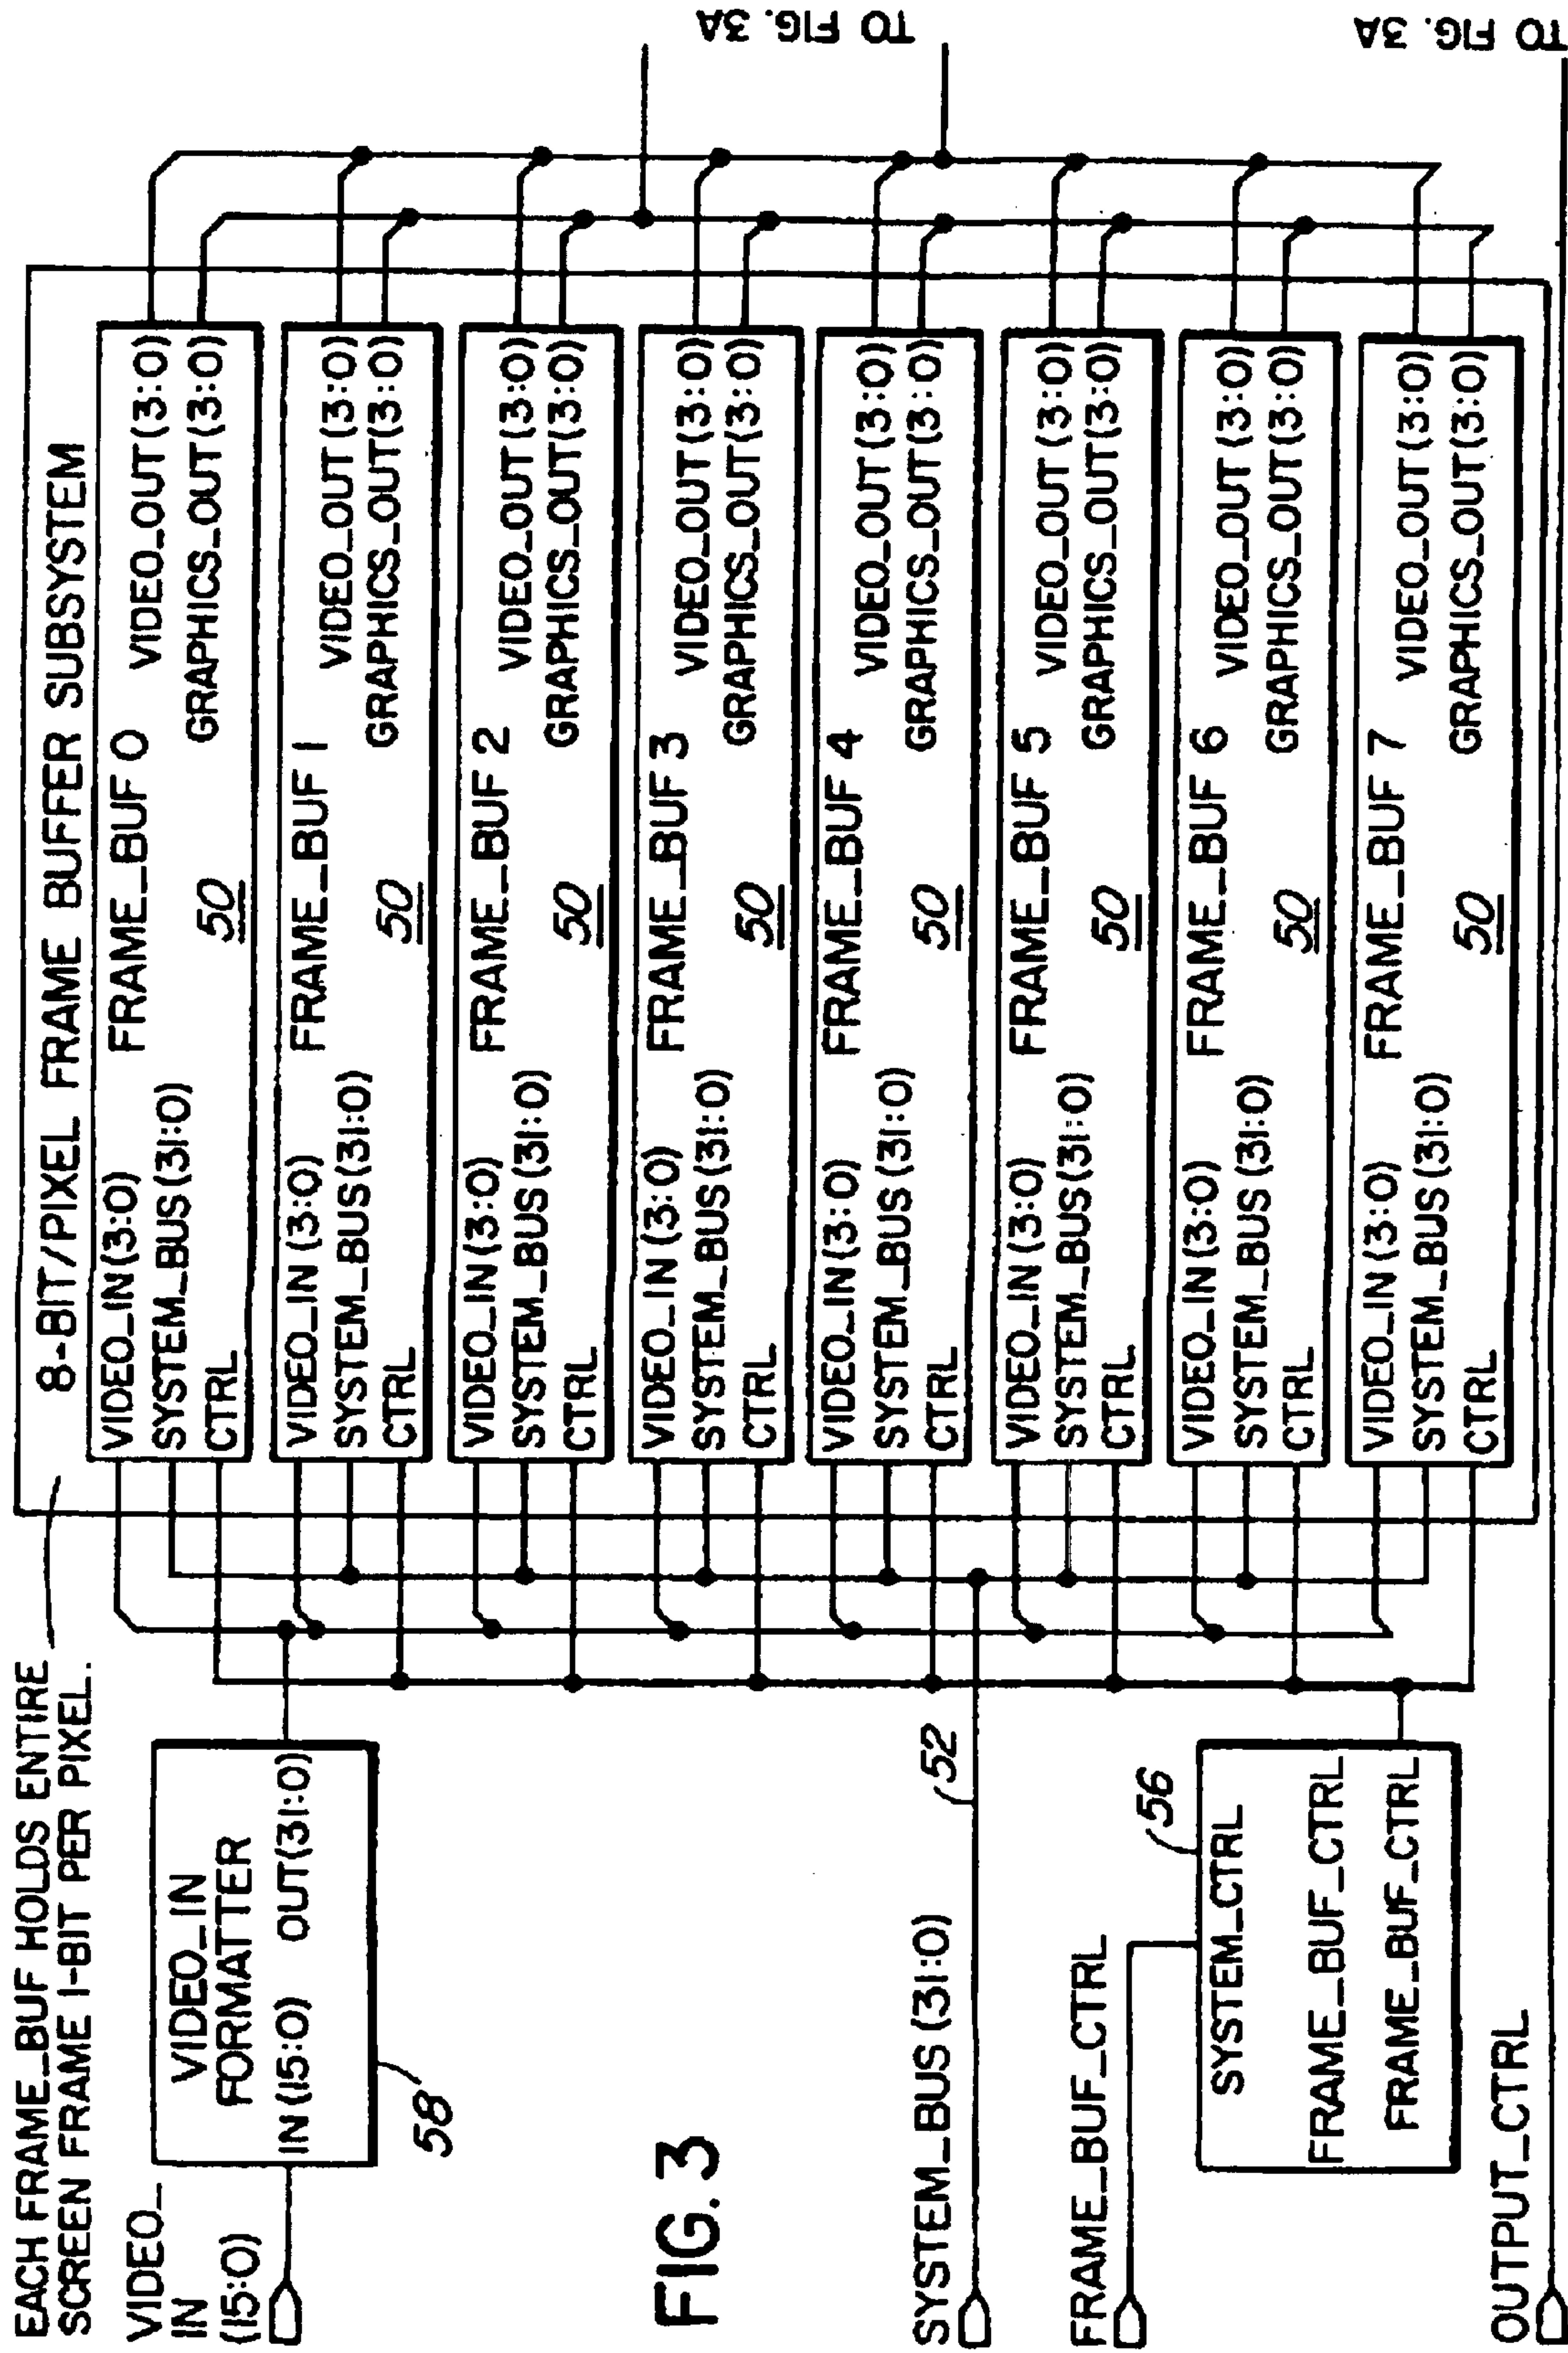 EACH FRAME_BUF HOLDS ENTIRE
SCREEN FRAME 1-BIT PER PIXEL.
8-BIT/PIXEL FRAME BUFFER SUBSYSTEM
VIDEO_
IN
(15:0)
VIDEO_IN
FORMATTER
IN (15:0) OUT(31:0)
58
VIDEO_IN(3:0) FRAME_BUF 0 VIDEO_OUT(3:0)
SYSTEM_BUS(31:0) GRAPHICS_OUT(3:0)
CTRL 50
VIDEO_IN (3:0) FRAME_BUF 1 VIDEO_OUT(3:0)
SYSTEM_BUS(31:0) GRAPHICS_OUT(3:0)
CTRL 50
VIDEO_IN(3:0) FRAME_BUF 2 VIDEO_OUT(3:0)
SYSTEM_BUS(31:0) GRAPHICS_OUT(3:0)
CTRL 50
VIDEO_IN (3:0) FRAME_BUF 3 VIDEO_OUT(3:0)
SYSTEM_BUS(31:0) GRAPHICS_OUT(3:0)
CTRL 50
VIDEO_IN (3:0) FRAME_BUF 4 VIDEO_OUT(3:0)
SYSTEM_BUS (31:0) GRAPHICS_OUT(3:0)
CTRL 50
VIDEO_IN (3:0) FRAME_BUF 5 VIDEO_OUT (3:0)
SYSTEM_BUS(31:0) GRAPHICS_OUT(3:0)
CTRL 50
VIDEO_IN(3:0) FRAME_BUF 6 VIDEO_OUT (3:0)
SYSTEM_BUS (31:0) GRAPHICS_OUT(3:0)
CTRL 50
VIDEO_IN (3:0) FRAME_BUF 7 VIDEO_OUT(3:0)
SYSTEM_BUS(31:0) GRAPHICS_OUT(3:0)
CTRL 50
TO FIG. 3A
TO FIG. 3A
FIG. 3
SYSTEM_BUS (31:0)
52
FRAME_BUF_CTRL
56
SYSTEM_CTRL
FRAME_BUF_CTRL
FRAME_BUF_CTRL
OUTPUT_CTRL